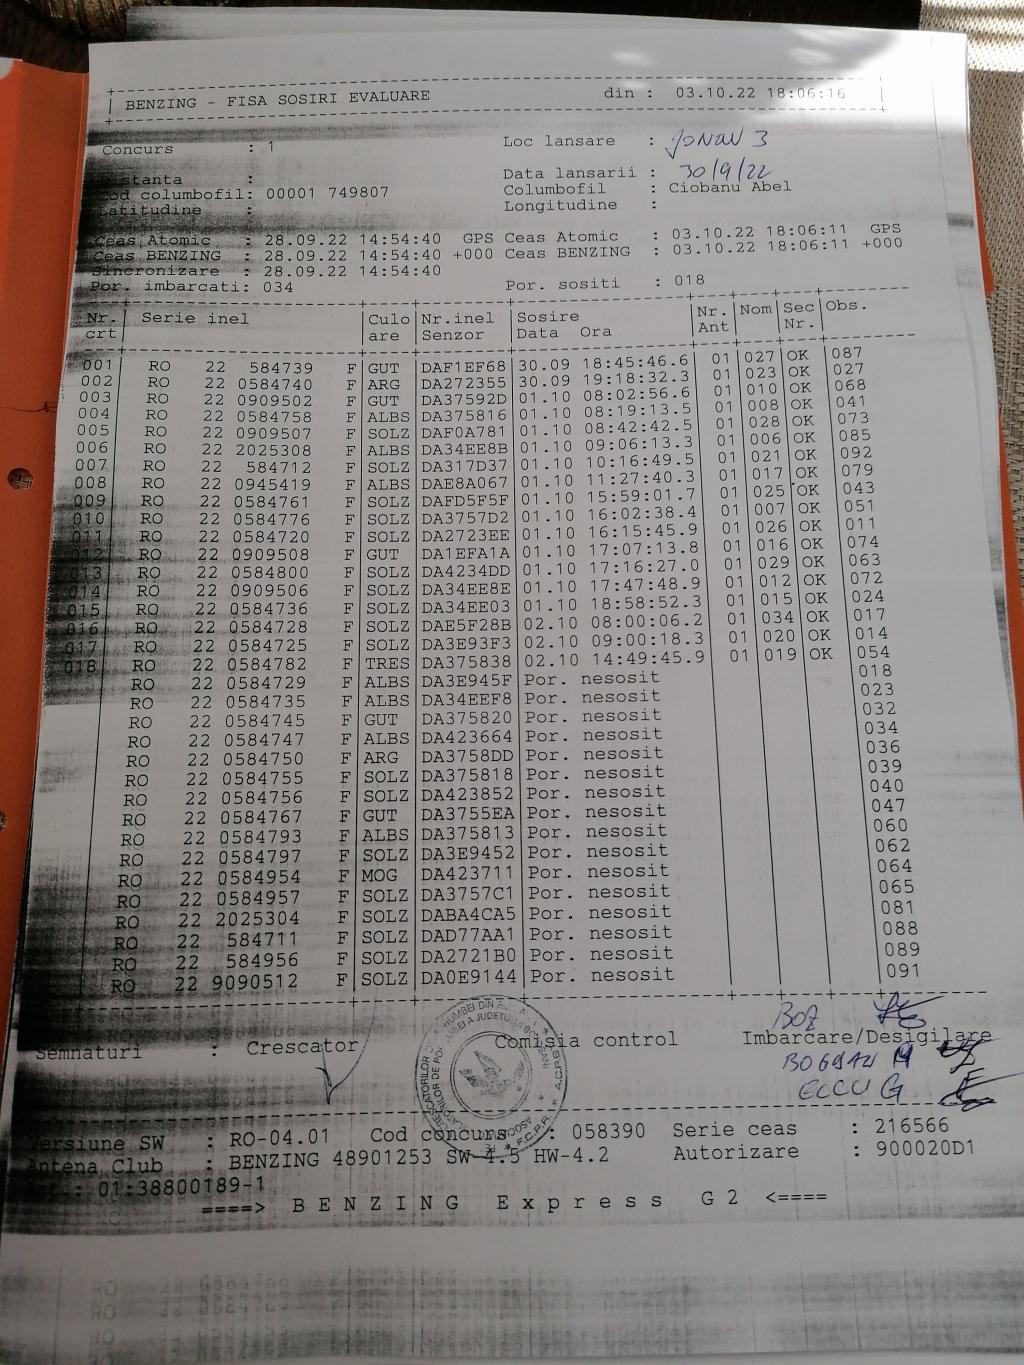 BENZING - FISA SOSIRI EVALUARE din : 03.10.22 18:06:16
Concurs : 1 Loc lansare : JONAN 3
Distanta : Data lansarii : 30/9/22
Cod columbofil: 00001 749807 Columbofil : Ciobanu Abel
Latitudine : Longitudine :
Ceas Atomic : 28.09.22 14:54:40 GPS Ceas Atomic : 03.10.22 18:06:11 GPS
Ceas BENZING : 28.09.22 14:54:40 +000 Ceas BENZING : 03.10.22 18:06:11 +000
Sincronizare : 28.09.22 14:54:40
Por. imbarcati: 034 Por. sositi : 018
Nr. Serie inel Culo Nr.inel Sosire Nr. Nom Sec Obs.
crt are Senzor Data Ora Ant Nr.
001 RO 22 584739 F GUT DAF1EF68 30.09 18:45:46.6 01 027 OK 087
002 RO 22 0584740 F ARG DA272355 30.09 19:18:32.3 01 023 OK 027
003 RO 22 0909502 F GUT DA37592D 01.10 08:02:56.6 01 010 OK 068
004 RO 22 0584758 F ALBS DA375816 01.10 08:19:13.5 01 008 OK 041
005 RO 22 0909507 F SOLZ DAF0A781 01.10 08:42:42.5 01 028 OK 073
006 RO 22 2025308 F ALBS DA34EE8B 01.10 09:06:13.3 01 006 OK 085
007 RO 22 584712 F SOLZ DA317D37 01.10 10:16:49.5 01 021 OK 092
008 RO 22 0945419 F ALBS DAE8A067 01.10 11:27:40.3 01 017 OK 079
009 RO 22 0584761 F SOLZ DAFD5F5F 01.10 15:59:01.7 01 025 OK 043
010 RO 22 0584776 F SOLZ DA3757D2 01.10 16:02:38.4 01 007 OK 051
011 RO 22 0584720 F SOLZ DA2723EE 01.10 16:15:45.9 01 026 OK 011
012 RO 22 0909508 F GUT DA1EFA1A 01.10 17:07:13.8 01 016 OK 074
013 RO 22 0584800 F SOLZ DA4234DD 01.10 17:16:27.0 01 029 OK 063
014 RO 22 0909506 F SOLZ DA34EE8E 01.10 17:47:48.9 01 012 OK 072
015 RO 22 0584736 F SOLZ DA34EE03 01.10 18:58:52.3 01 015 OK 024
016 RO 22 0584728 F SOLZ DAE5F28B 02.10 08:00:06.2 01 034 OK 017
017 RO 22 0584725 F SOLZ DA3E93F3 02.10 09:00:18.3 01 020 OK 014
018 RO 22 0584782 F TRES DA375838 02.10 14:49:45.9 01 019 OK 054
RO 22 0584729 F ALBS DA3E945F Por. nesosit 018
RO 22 0584735 F ALBS DA34EEF8 Por. nesosit 023
RO 22 0584745 F GUT DA375820 Por. nesosit 032
RO 22 0584747 F ALBS DA423664 Por. nesosit 034
RO 22 0584750 F ARG DA3758DD Por. nesosit 036
RO 22 0584755 F SOLZ DA375818 Por. nesosit 039
RO 22 0584756 F SOLZ DA423852 Por. nesosit 040
RO 22 0584767 F GUT DA3755EA Por. nesosit 047
RO 22 0584793 F ALBS DA375813 Por. nesosit 060
RO 22 0584797 F SOLZ DA3E9452 Por. nesosit 062
RO 22 0584954 F MOG DA423711 Por. nesosit 064
RO 22 0584957 F SOLZ DA3757C1 Por. nesosit 065
RO 22 2025304 F SOLZ DABA4CA5 Por. nesosit 081
RO 22 584711 F SOLZ DAD77AA1 Por. nesosit 088
RO 22 584956 F SOLZ DA2721B0 Por. nesosit 089
RO 22 9090512 F SOLZ DA0E9144 Por. nesosit 091
BOZ
Semnaturi : Crescator Comisia control Imbarcare/Desigilare
BOGDAN
Versiune SW : RO-04.01 Cod concurs : 058390 Serie ceas : 216566
Antena Club : BENZING 48901253 SW-4.5 HW-4.2 Autorizare : 900020D1
Ant.: 01:38800189-1
====> BENZING Express G2 <====